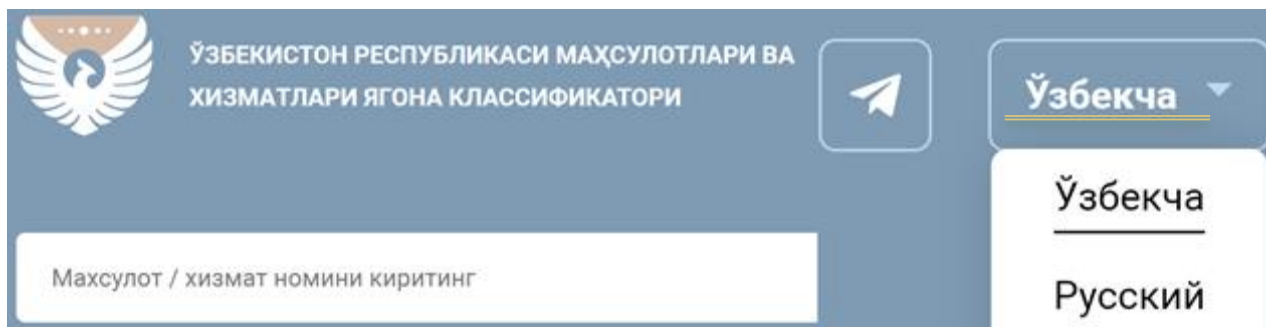 ЎЗБЕКИСТОН РЕСПУБЛИКАСИ МАҲСУЛОТЛАРИ ВА
ХИЗМАТЛАРИ ЯГОНА КЛАССИФИКАТОРИ
Ўзбекча
Ўзбекча
Русский
Махсулот / хизмат номини киритинг